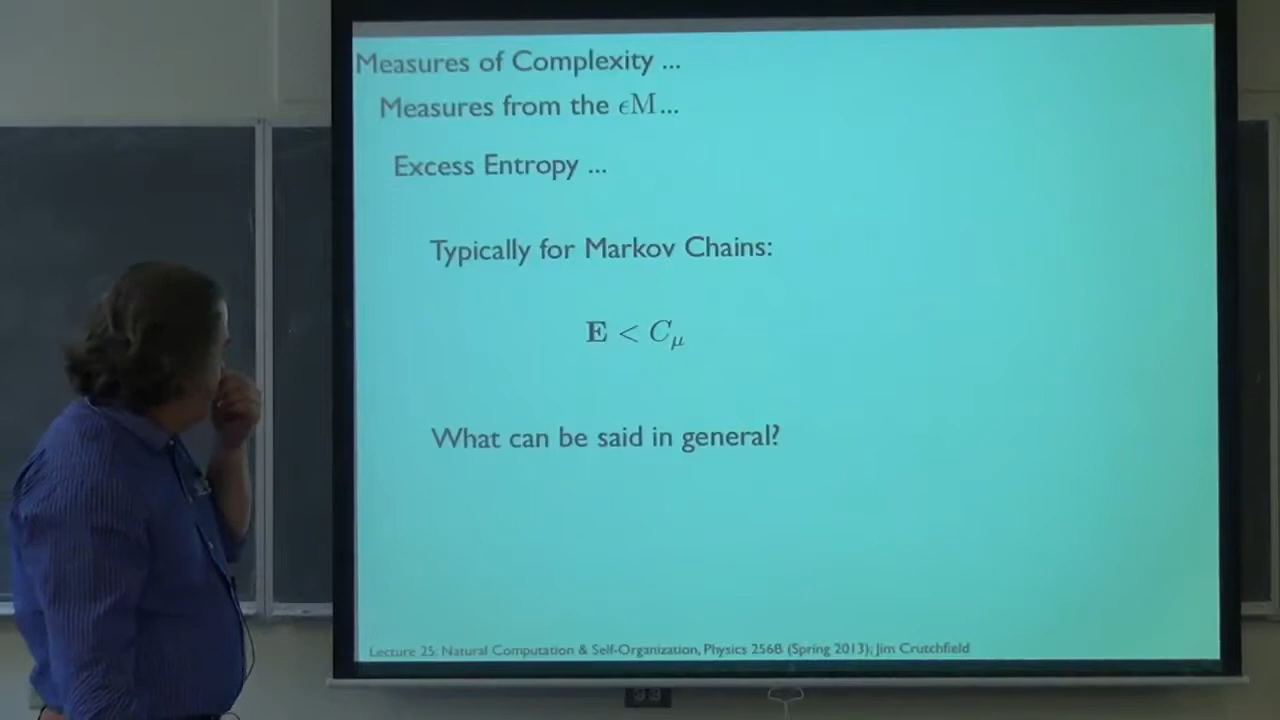 Measures of Complexity ...
Measures from the ϵM...
Excess Entropy ...
Typically for Markov Chains:
E < Cμ
What can be said in general?
Lecture 25: Natural Computation & Self-Organization, Physics 256B (Spring 2013); Jim Crutchfield